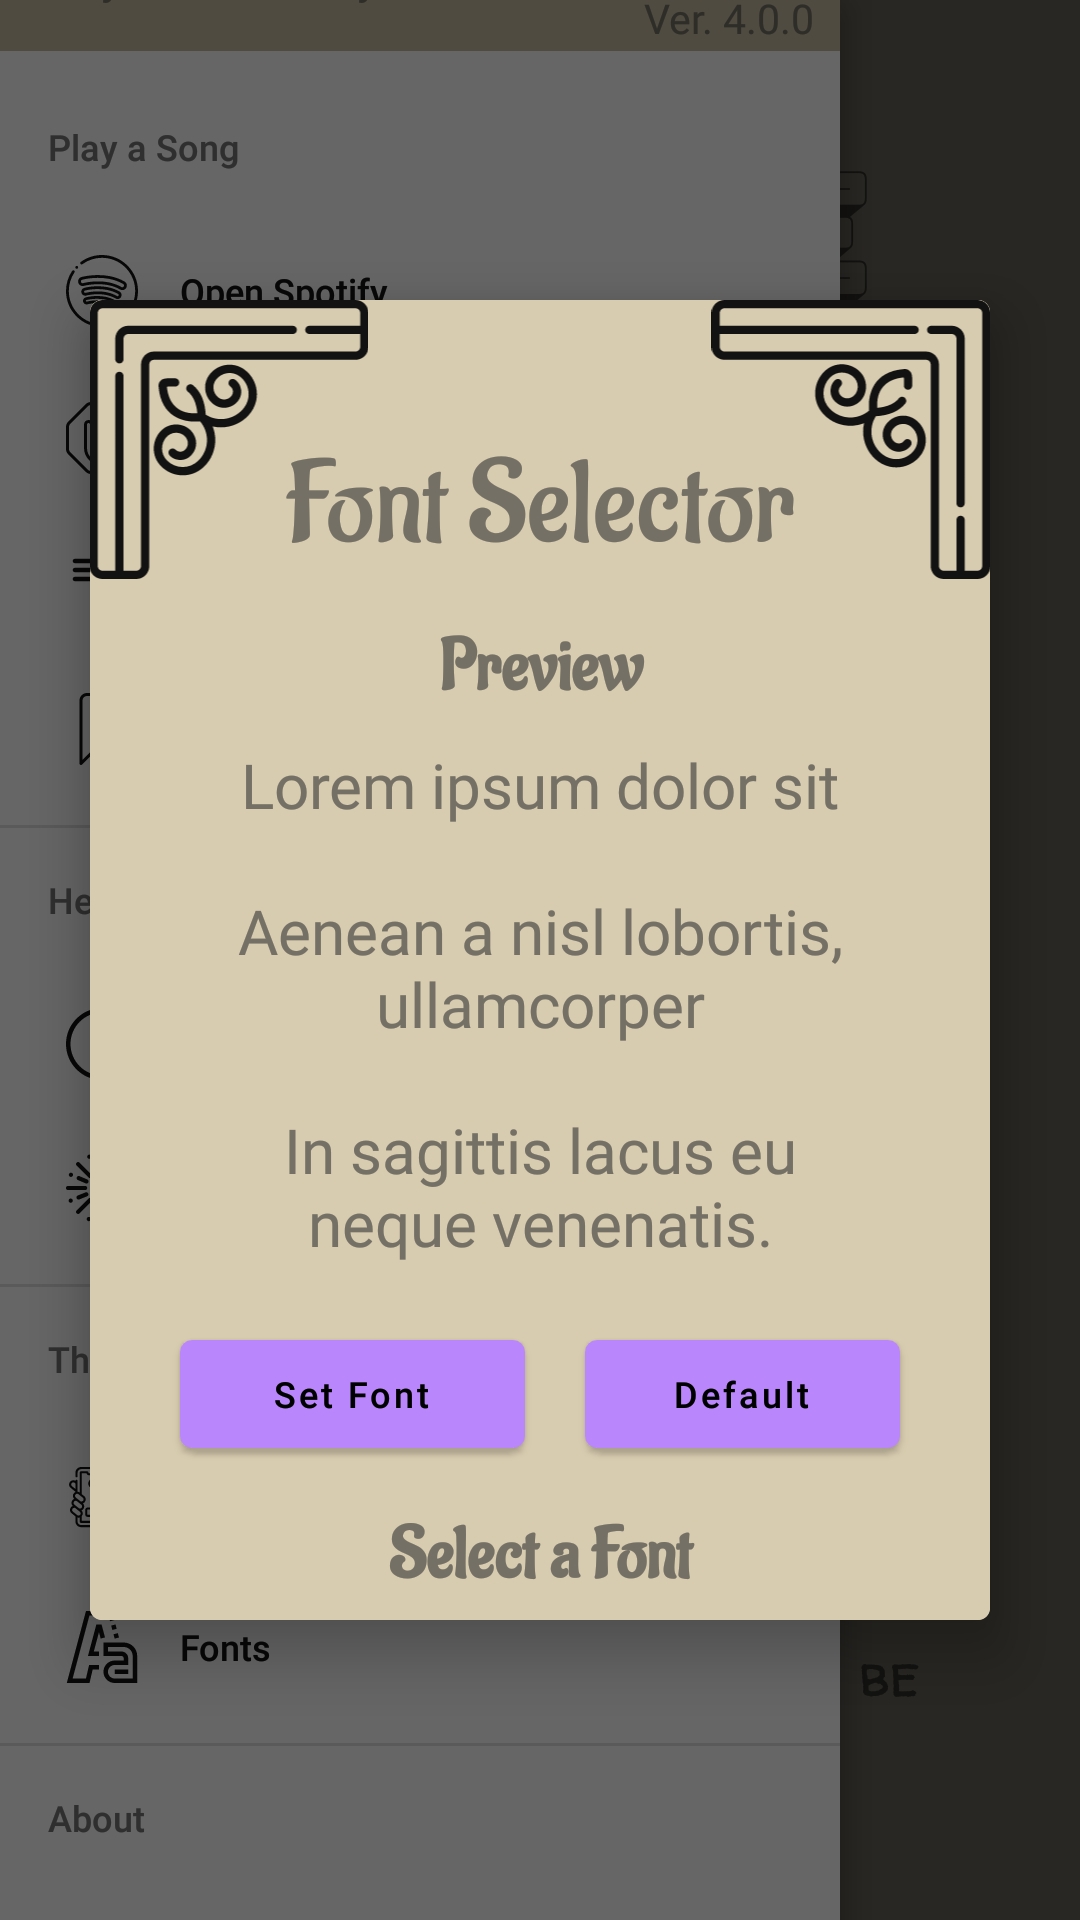 Ver. 4.0.0
Play a Song
Open Spotify
Font Selector
Preview
Lorem ipsum dolor sit
Aenean a nisl lobortis,
ullamcorper
In sagittis lacus eu
neque venenatis.
Set Font
Default
Select a Font
He
Th
Fonts
BE
About